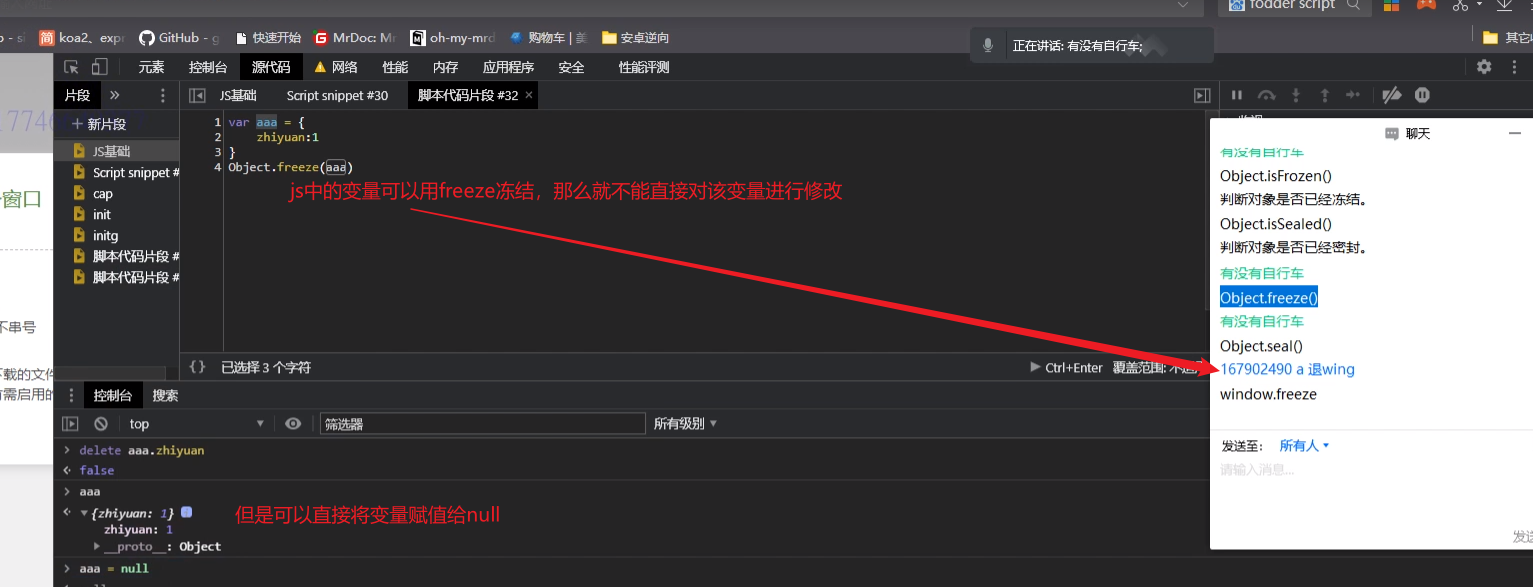 fodder script
koa2、expr
GitHub - g
快速开始
MrDoc: Mr
oh-my-mrd
购物车 | 美
安卓逆向
其它
正在讲话: 有没有自行车;
元素 控制台 源代码 网络 性能 内存 应用程序 安全 性能评测
片段 » JS基础 Script snippet #30 脚本代码片段 #32 ×
+ 新片段
JS基础
Script snippet #
cap
init
initg
脚本代码片段 #
脚本代码片段 #
1 var aaa = {
2 zhiyuan:1
3 }
4 Object.freeze(aaa)
js中的变量可以用freeze冻结，那么就不能直接对该变量进行修改
{} 已选择 3 个字符
Ctrl+Enter 覆盖范围: 不适
窗口
不串号
下载的文件
需启用的
控制台 搜索
top 筛选器 所有级别
> delete aaa.zhiyuan
false
> aaa
{zhiyuan: 1}
zhiyuan: 1
__proto__: Object
但是可以直接将变量赋值给null
> aaa = null
聊天
有没有自行车
Object.isFrozen()
判断对象是否已经冻结。
Object.isSealed()
判断对象是否已经密封。
有没有自行车
Object.freeze()
有没有自行车
Object.seal()
167902490 a 退wing
window.freeze
发送至: 所有人
请输入消息...
发送